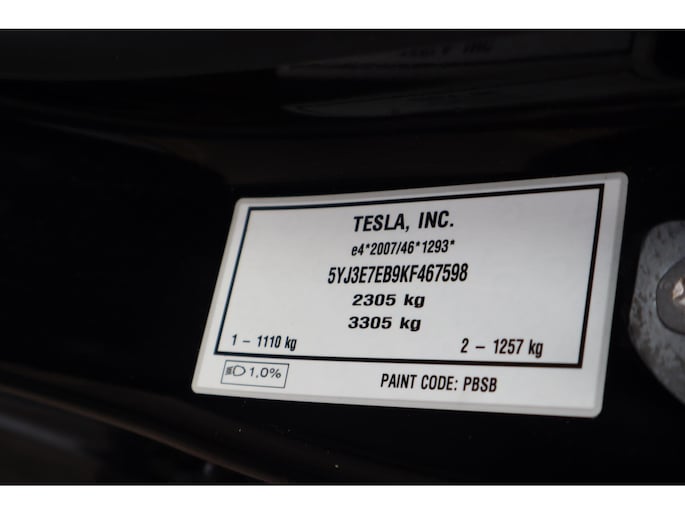 TESLA, INC.
e4*2007/46*1293*
5YJ3E7EB9KF467598
2305 kg
3305 kg
1 – 1110 kg
2 – 1257 kg
1,0%
PAINT CODE: PBSB